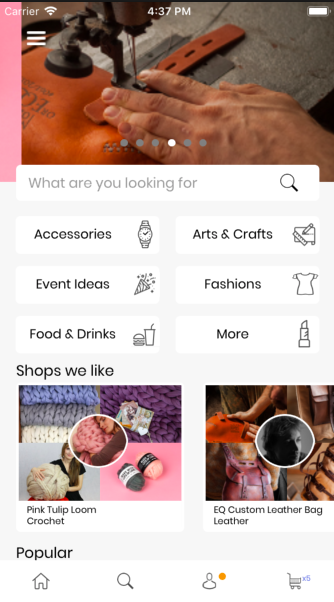 Carrier 1:37 PM
What are you looking for
Accessories
Arts & Crafts
Event Ideas
Fashions
Food & Drinks
More
Shops we like
Pink Tulip Loom
Crochet
EQ Custom Leather Bag
Leather
Popular
x5